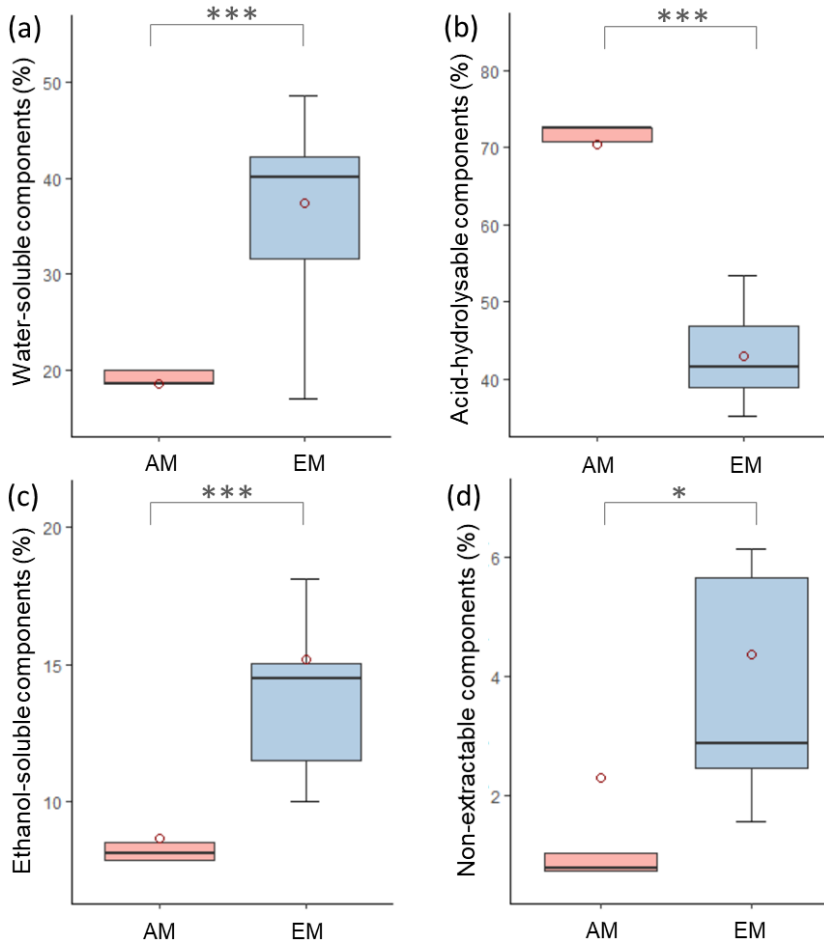 (a)
***
Water-soluble components (%)
50
40
30
20
AM
EM
(b)
***
Acid-hydrolysable components (%)
80
70
60
50
40
AM
EM
(c)
***
Ethanol-soluble components (%)
20
15
10
AM
EM
(d)
*
Non-extractable components (%)
6
4
2
AM
EM